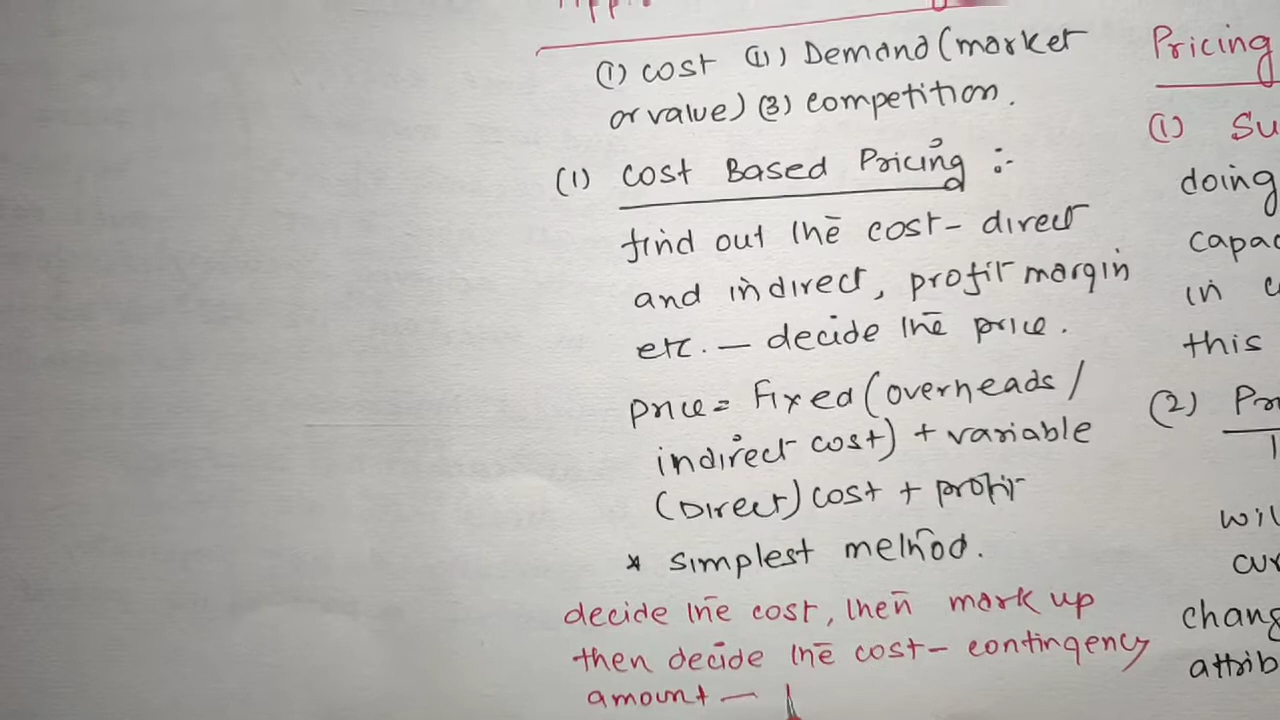 (1) cost (ii) Demand (market
or value) (3) competition.
(1) cost Based Pricing :-
find out the cost - direct
and indirect, profit margin
etc. — decide the price.
price = Fixed (overheads /
indirect cost) + variable
(Direct) cost + profit
* simplest method.
decide the cost, then mark up
then decide the cost - contingency
amount —
Pricing
(1) Su
doing
capac
in c
this
(2) Pr
will
cur
chang
attrib